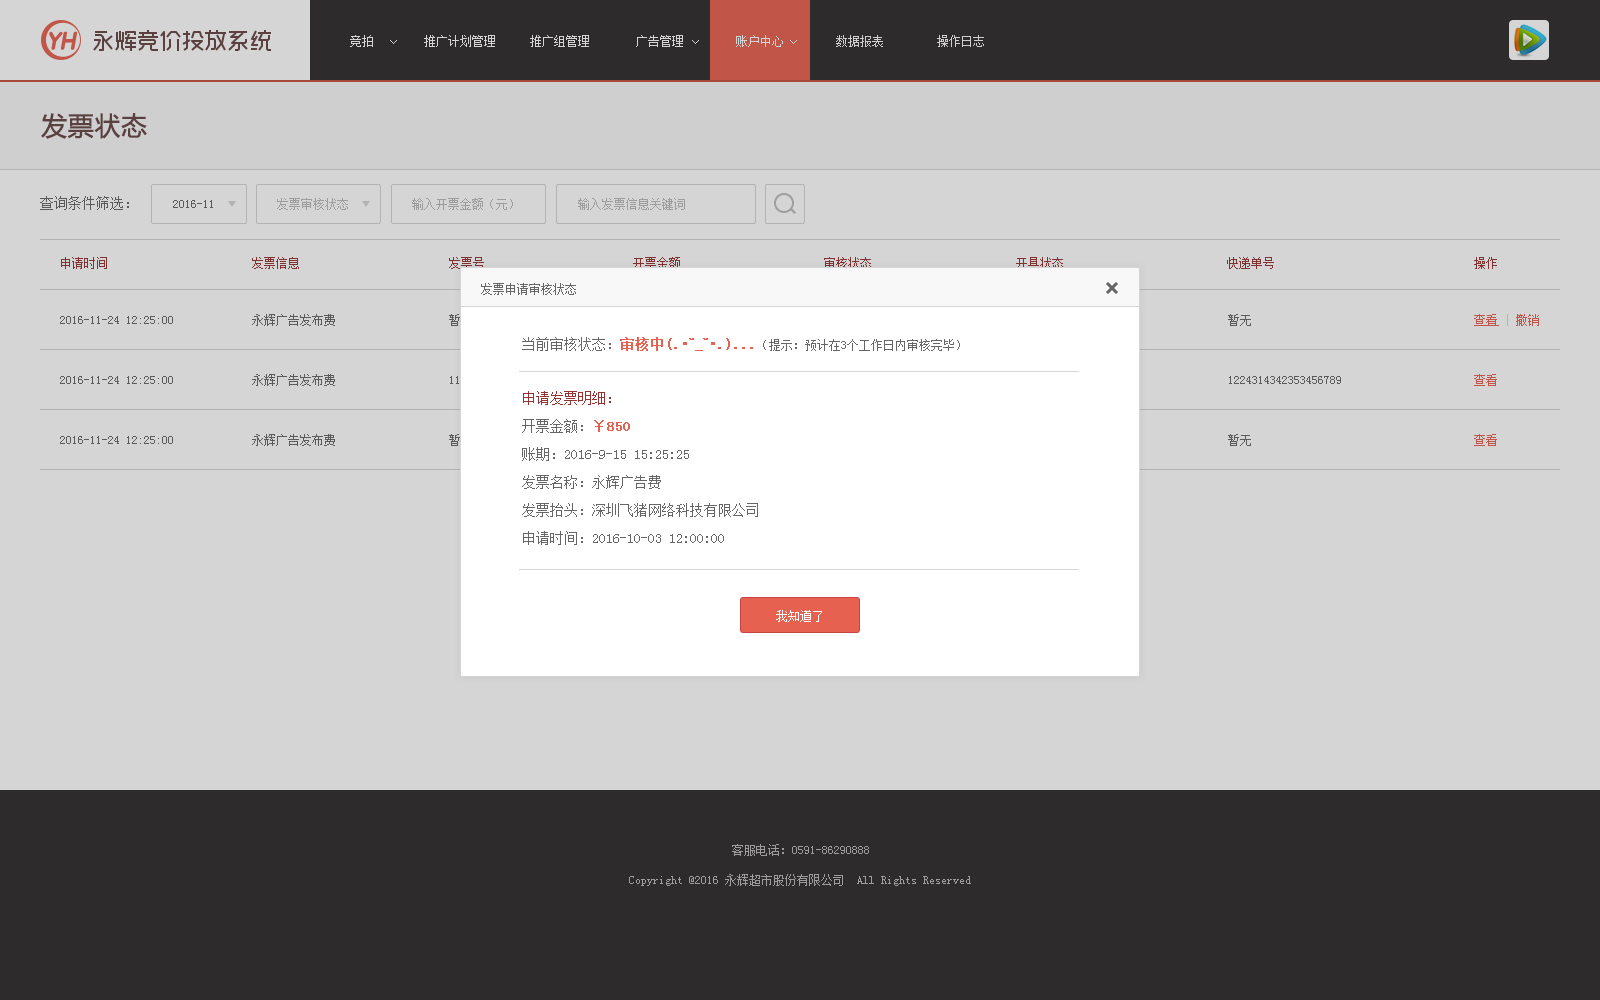 YH 永辉竞价投放系统 竞拍 推广计划管理 推广组管理 广告管理 账户中心 数据报表 操作日志
发票状态
查询条件筛选： 2016-11 发票审核状态 输入开票金额（元） 输入发票信息关键词
申请时间 发票信息 发票号 开票金额 审核状态 开具状态 快递单号 操作
2016-11-24 12:25:00 永辉广告发布费 暂 暂无 查看 | 撤销
2016-11-24 12:25:00 永辉广告发布费 11 1224314342353456789 查看
2016-11-24 12:25:00 永辉广告发布费 暂 暂无 查看
发票申请审核状态
当前审核状态：审核中(.•˘_˘•.)...（提示：预计在3个工作日内审核完毕）
申请发票明细：
开票金额：￥850
账期：2016-9-15 15:25:25
发票名称：永辉广告费
发票抬头：深圳飞猪网络科技有限公司
申请时间：2016-10-03 12:00:00
我知道了
客服电话：0591-86290888
Copyright @2016 永辉超市股份有限公司 All Rights Reserved